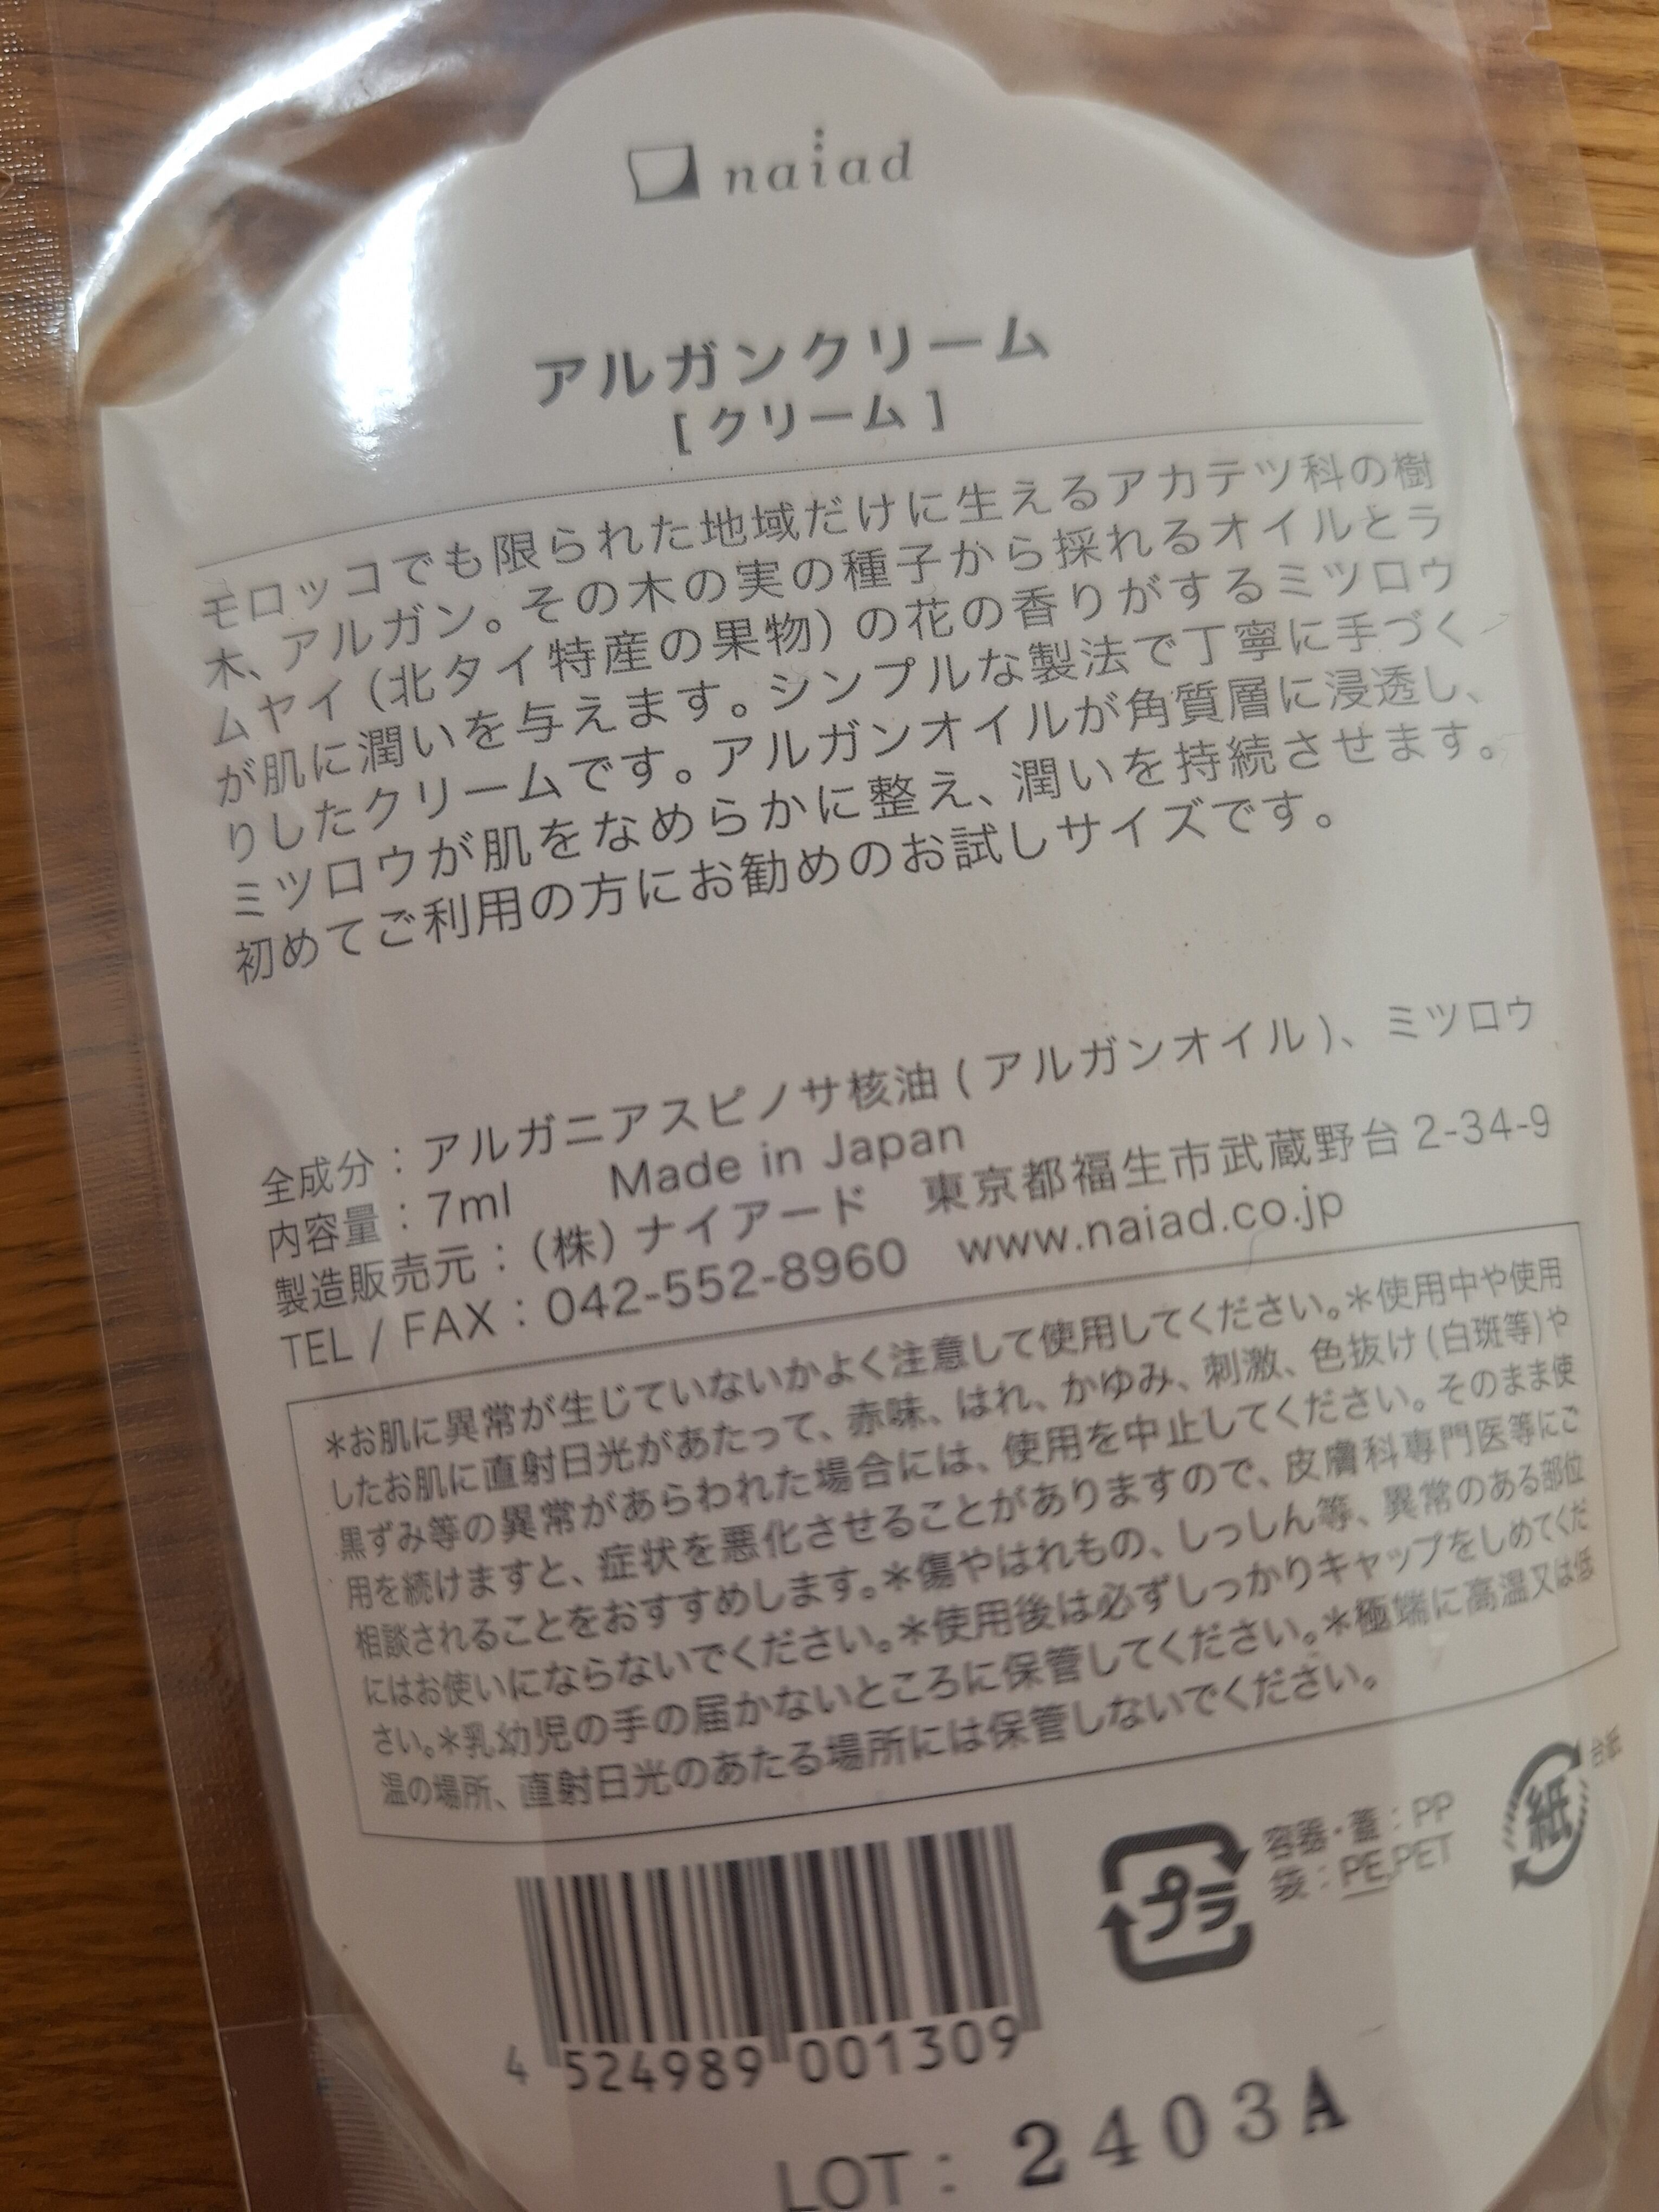 naiad
アルガンクリーム
[ クリーム ]
モロッコでも限られた地域だけに生えるアカテツ科の樹
木、アルガン。その木の実の種子から採れるオイルとラ
ムヤイ（北タイ特産の果物）の花の香りがするミツロウ
が肌に潤いを与えます。シンプルな製法で丁寧に手づく
りしたクリームです。アルガンオイルが角質層に浸透し、
ミツロウが肌をなめらかに整え、潤いを持続させます。
初めてご利用の方にお勧めのお試しサイズです。
全成分：アルガニアスピノサ核油 ( アルガンオイル )、ミツロウ
内容量：7ml Made in Japan
製造販売元：（株）ナイアード 東京都福生市武蔵野台 2-34-9
TEL / FAX：042-552-8960 www.naiad.co.jp
＊お肌に異常が生じていないかよく注意して使用してください。＊使用中や使用
したお肌に直射日光があたって、赤味、はれ、かゆみ、刺激、色抜け(白斑等)や
黒ずみ等の異常があらわれた場合には、使用を中止してください。そのまま使
用を続けますと、症状を悪化させることがありますので、皮膚科専門医等にご
相談されることをおすすめします。＊傷やはれもの、しっしん等、異常のある部位
にはお使いにならないでください。＊使用後は必ずしっかりキャップをしめてくだ
さい。＊乳幼児の手の届かないところに保管してください。＊極端に高温又は低
温の場所、直射日光のあたる場所には保管しないでください。
プラ
容器・蓋：PP
袋：PE,PET
紙
台紙
4 524989 001309
LOT： 2403A